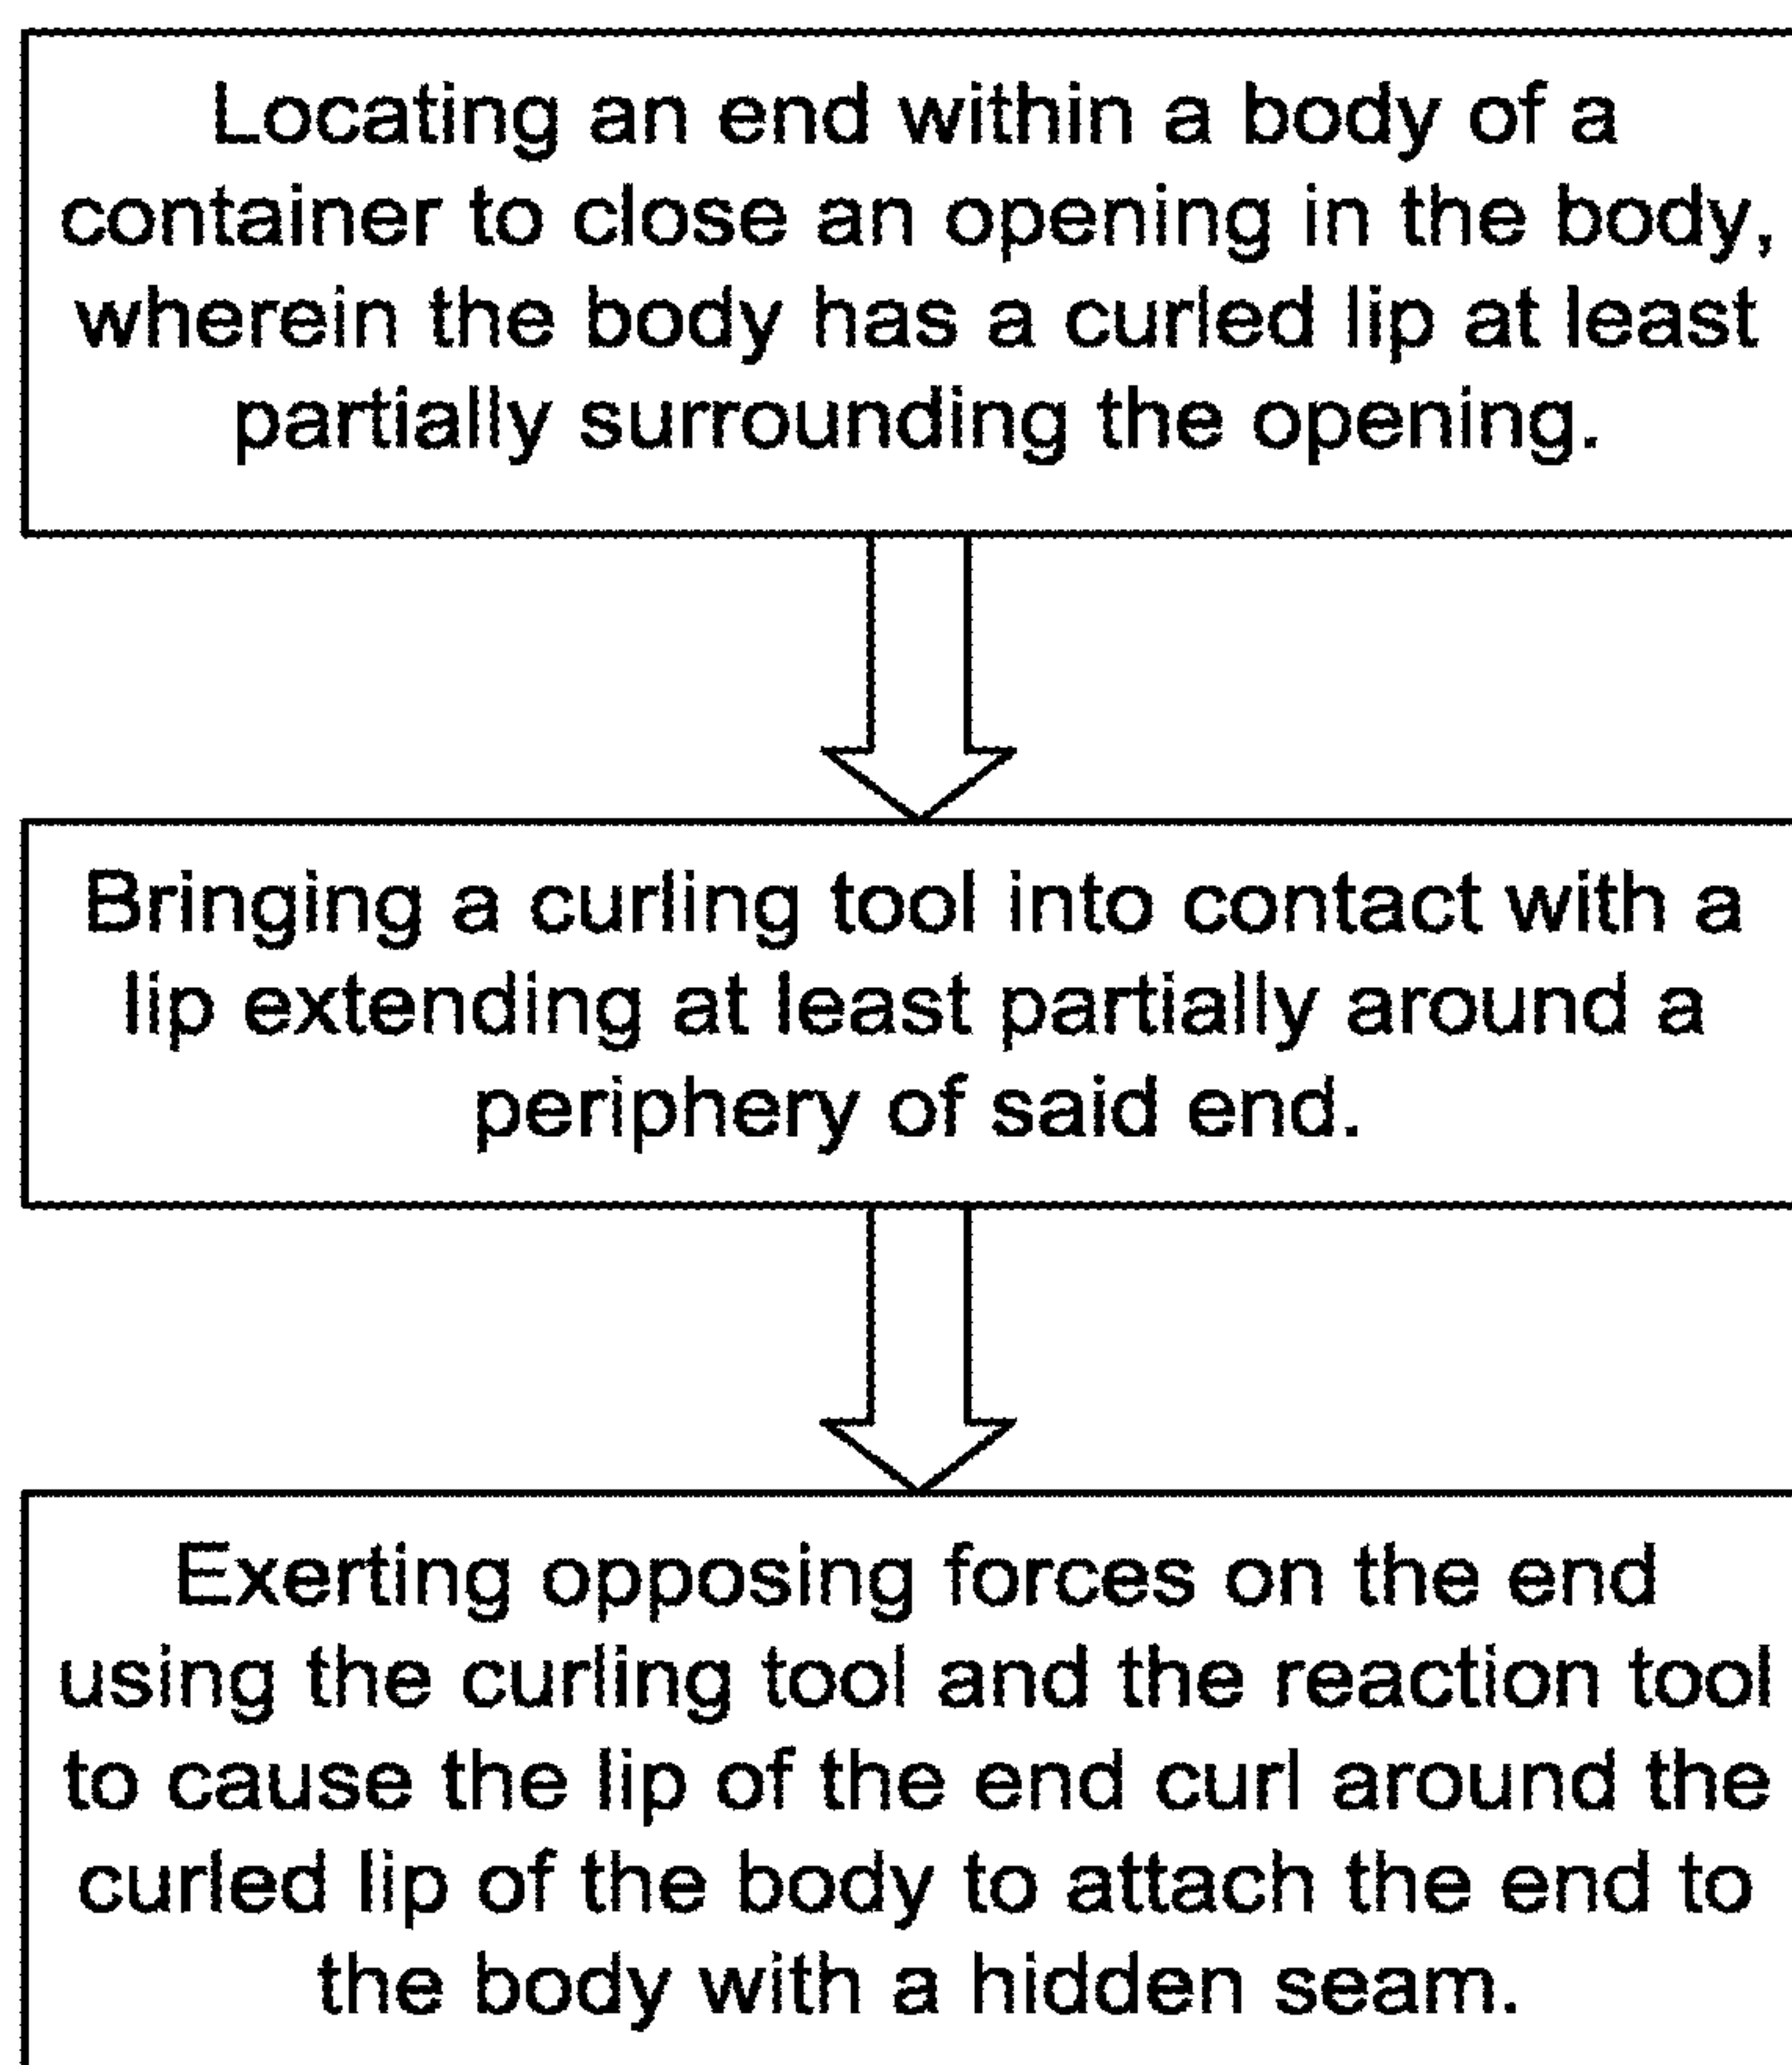 Locating an end within a body of a
container to close an opening in the body,
wherein the body has a curled lip at least
partially surrounding the opening.
Bringing a curling tool into contact with a
lip extending at least partially around a
periphery of said end.
Exerting opposing forces on the end
using the curling tool and the reaction tool
to cause the lip of the end curl around the
curled lip of the body to attach the end to
the body with a hidden seam.